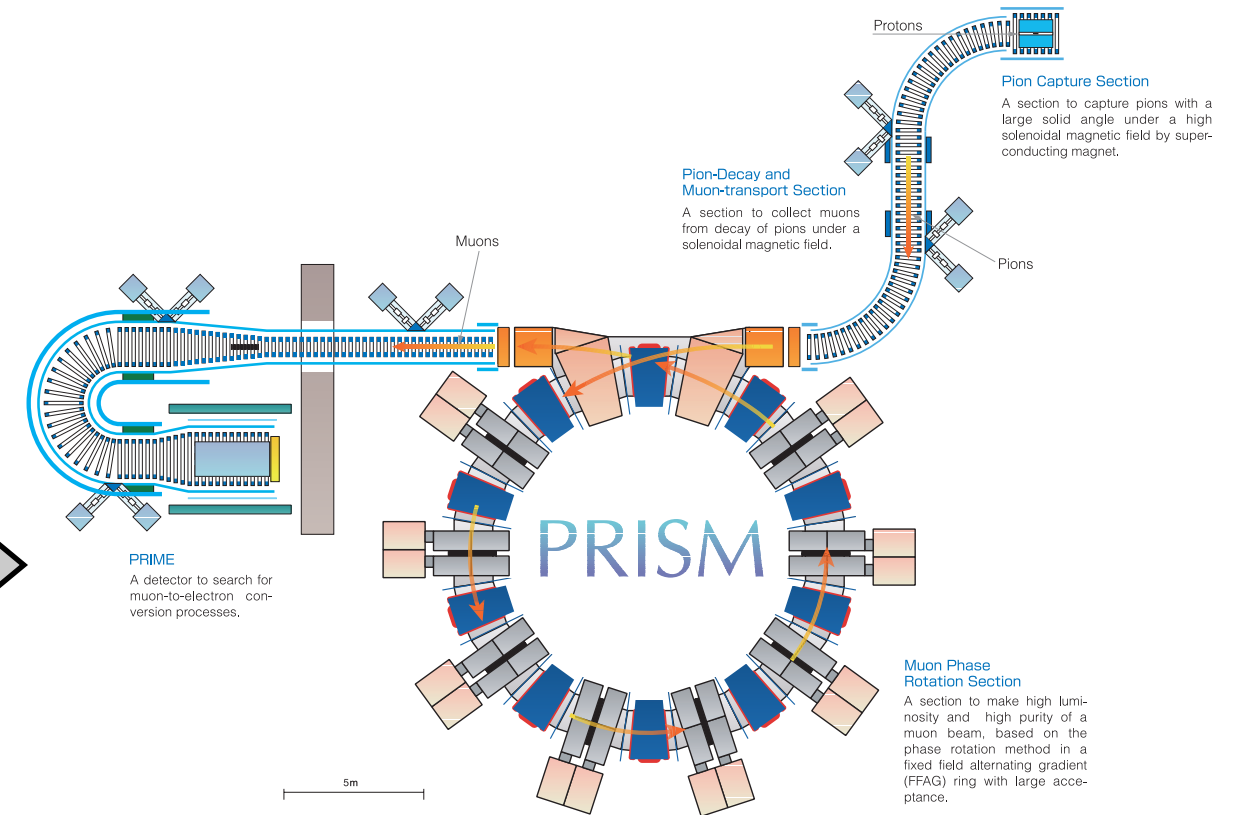 Protons
Pion Capture Section
A section to capture pions with a
large solid angle under a high
solenoidal magnetic field by super-
conducting magnet.
Pion-Decay and
Muon-transport Section
A section to collect muons
from decay of pions under a
solenoidal magnetic field.
Muons
Pions
PRISM
PRIME
A detector to search for
muon-to-electron con-
version processes.
Muon Phase
Rotation Section
A section to make high lumi-
nosity and high purity of a
muon beam, based on the
phase rotation method in a
fixed field alternating gradient
(FFAG) ring with large acce-
ptance.
5m